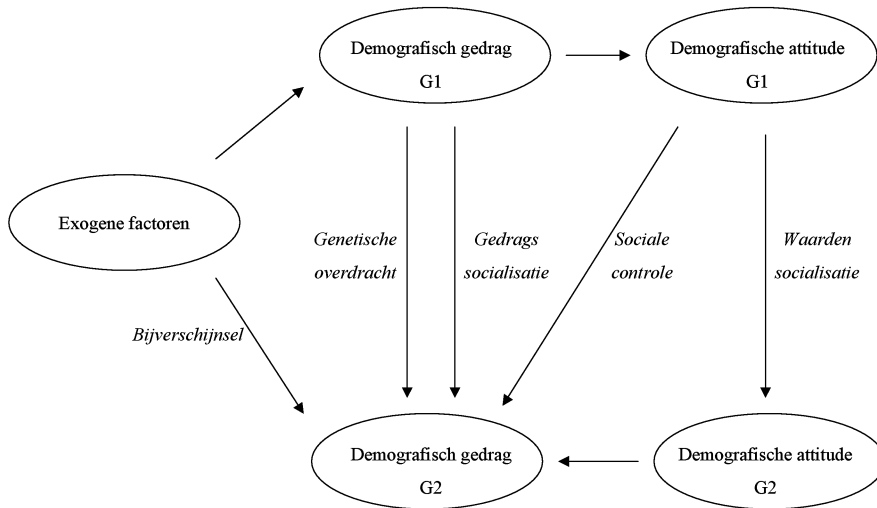 Demografisch gedrag
G1
Demografische attitude
G1
Exogene factoren
Genetische
overdracht
Gedrags
socialisatie
Sociale
controle
Waarden
socialisatie
Bijverschijnsel
Demografisch gedrag
G2
Demografische attitude
G2